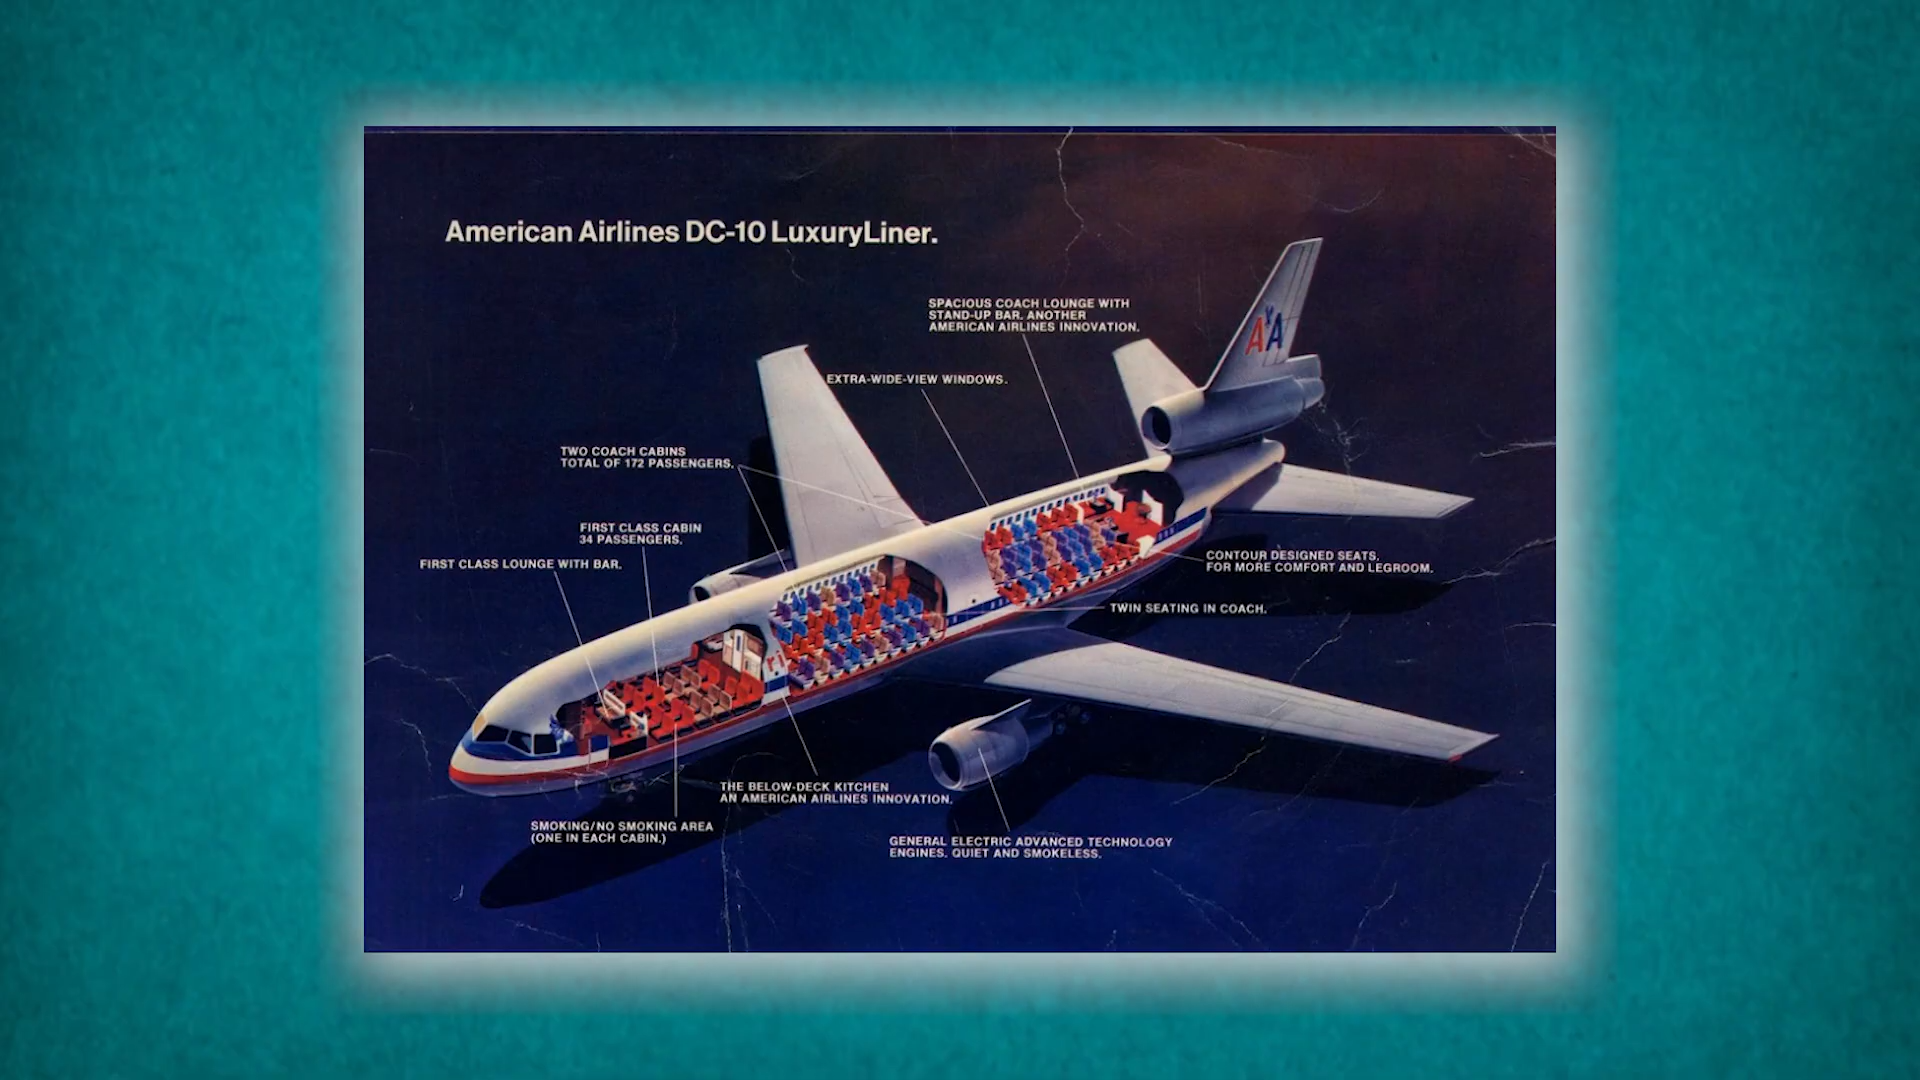 American Airlines DC-10 LuxuryLiner.
SPACIOUS COACH LOUNGE WITH
STAND-UP BAR. ANOTHER
AMERICAN AIRLINES INNOVATION.
EXTRA-WIDE-VIEW WINDOWS.
AA
TWO COACH CABINS
TOTAL OF 172 PASSENGERS.
FIRST CLASS CABIN
34 PASSENGERS.
FIRST CLASS LOUNGE WITH BAR.
CONTOUR DESIGNED SEATS.
FOR MORE COMFORT AND LEGROOM.
TWIN SEATING IN COACH.
ri
THE BELOW-DECK KITCHEN
AN AMERICAN AIRLINES INNOVATION.
SMOKING/NO SMOKING AREA
(ONE IN EACH CABIN.)
GENERAL ELECTRIC ADVANCED TECHNOLOGY
ENGINES. QUIET AND SMOKELESS.